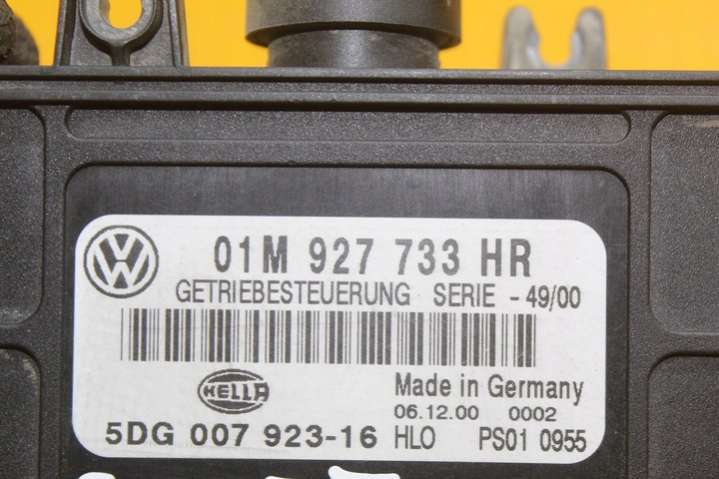 01M 927 733 HR
GETRIEBESTEUERUNG SERIE - 49/00
HELLA
Made in Germany
06.12.00 0002
5DG 007 923-16 HLO PS01 0955